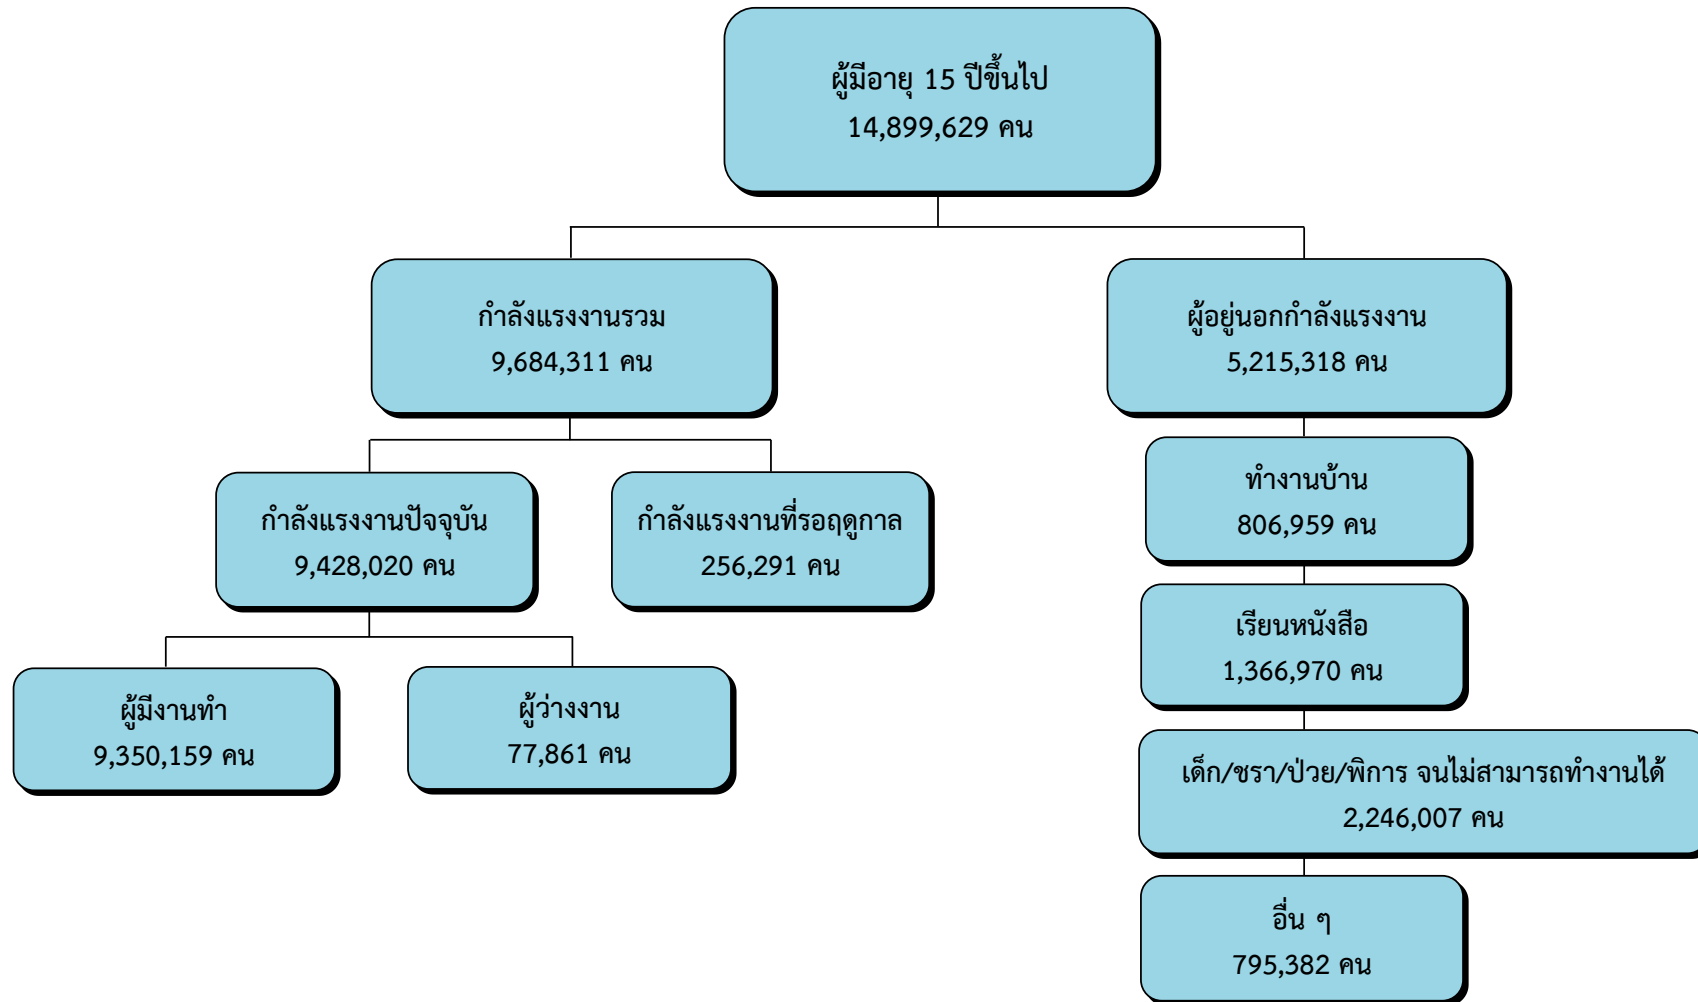 ผู้มีอายุ 15 ปีขึ้นไป
14,899,629 คน
กำลังแรงงานรวม
9,684,311 คน
ผู้อยู่นอกกำลังแรงงาน
5,215,318 คน
กำลังแรงงานปัจจุบัน
9,428,020 คน
กำลังแรงงานที่รอฤดูกาล
256,291 คน
ผู้มีงานทำ
9,350,159 คน
ผู้ว่างงาน
77,861 คน
ทำงานบ้าน
806,959 คน
เรียนหนังสือ
1,366,970 คน
เด็ก/ชรา/ป่วย/พิการ จนไม่สามารถทำงานได้
2,246,007 คน
อื่น ๆ
795,382 คน